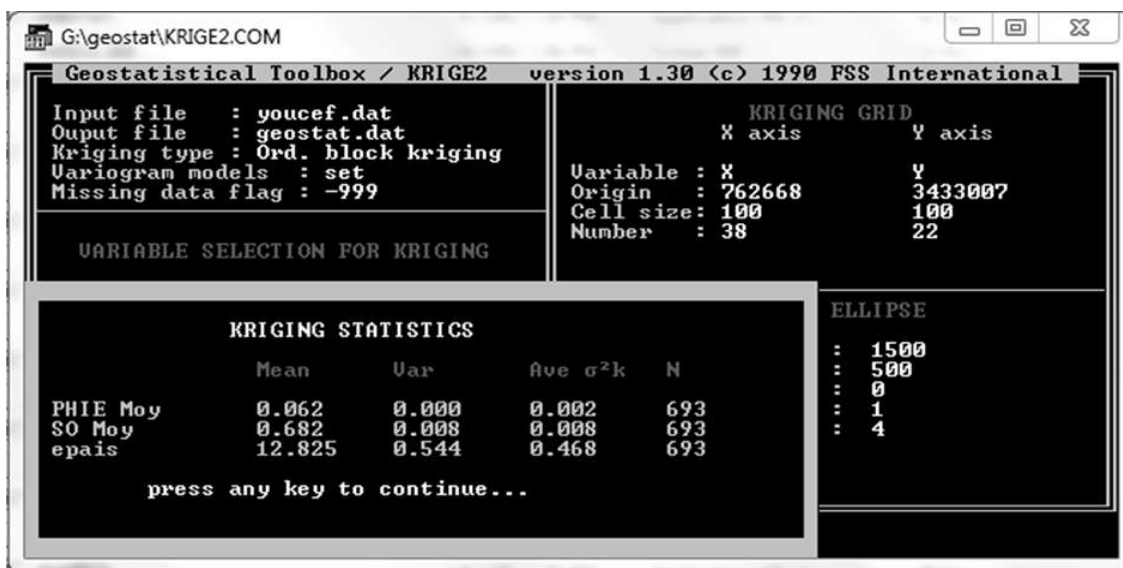 G:\geostat\KRIGE2.COM
Geostatistical Toolbox / KRIGE2 version 1.30 (c) 1990 FSS International
Input file : youcef.dat
Ouput file : geostat.dat
Kriging type : Ord. block kriging
Variogram models : set
Missing data flag : -999
VARIABLE SELECTION FOR KRIGING
KRIGING GRID
X axis Y axis
Variable : X Y
Origin : 762668 3433007
Cell size: 100 100
Number : 38 22
ELLIPSE
: 1500
: 500
: 0
: 1
: 4
KRIGING STATISTICS
Mean Var Ave σ²k N
PHIE Moy 0.062 0.000 0.002 693
SO Moy 0.682 0.008 0.008 693
epais 12.825 0.544 0.468 693
press any key to continue...